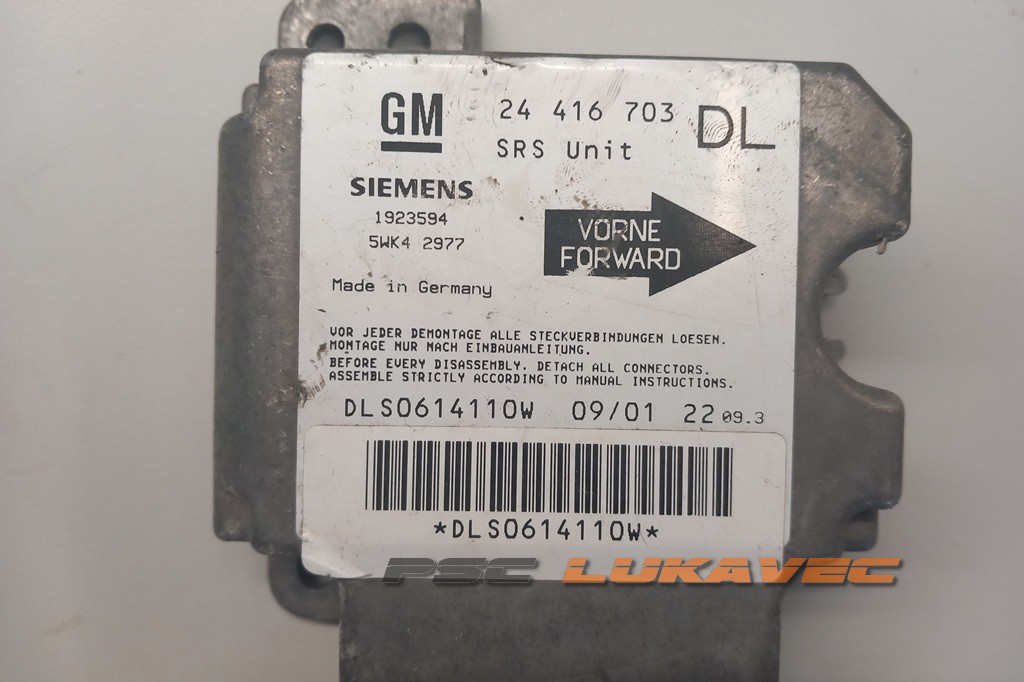 GM 24 416 703 DL
SRS Unit
SIEMENS
1923594
5WK4 2977
VORNE
FORWARD
Made in Germany
VOR JEDER DEMONTAGE ALLE STECKVERBINDUNGEN LOESEN.
MONTAGE NUR NACH EINBAUANLEITUNG.
BEFORE EVERY DISASSEMBLY. DETACH ALL CONNECTORS.
ASSEMBLE STRICTLY ACCORDING TO MANUAL INSTRUCTIONS.
DLS0614110W 09/01 22 09.3
*DLS0614110W*
PSC LUKAVEC